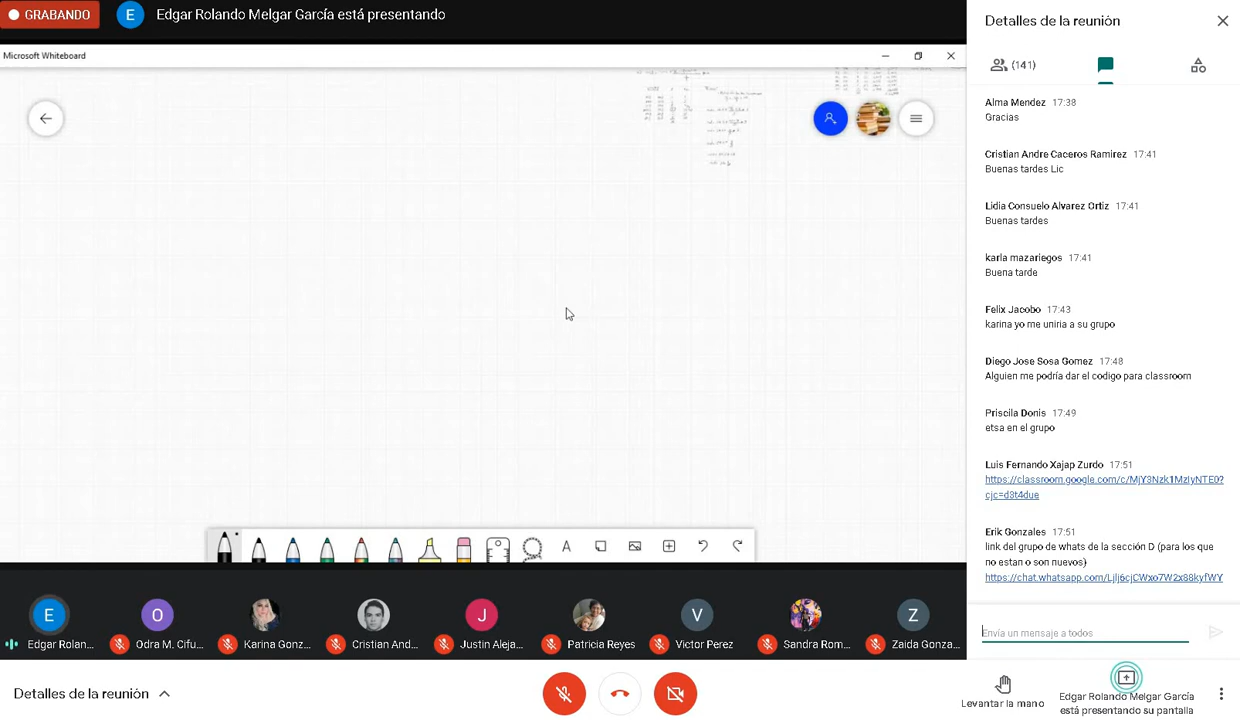 GRABANDO
E
Edgar Rolando Melgar García está presentando
Microsoft Whiteboard
A
Edgar Rolan...
O
Odra M. Cifu...
Karina Gonz...
Cristian And...
J
Justin Aleja...
Patricia Reyes
V
Victor Perez
Sandra Rom...
Z
Zaida Gonza...
Detalles de la reunión
Detalles de la reunión
(141)
Alma Mendez 17:38
Gracias
Cristian Andre Caceros Ramirez 17:41
Buenas tardes Lic
Lidia Consuelo Alvarez Ortiz 17:41
Buenas tardes
karla mazariegos 17:41
Buena tarde
Felix Jacobo 17:43
karina yo me uniria a su grupo
Diego Jose Sosa Gomez 17:48
Alguien me podría dar el codigo para classroom
Priscila Donis 17:49
etsa en el grupo
Luis Fernando Xajap Zurdo 17:51
https://classroom.google.com/c/MjY3Nzk1MzIyNTE0?
cjc=d3t4due
Erik Gonzales 17:51
link del grupo de whats de la sección D (para los que
no estan o son nuevos)
https://chat.whatsapp.com/Ljlj6cjCWxo7W2x88kyfWY
Envía un mensaje a todos
Levantar la mano
Edgar Rolando Melgar García
está presentando su pantalla